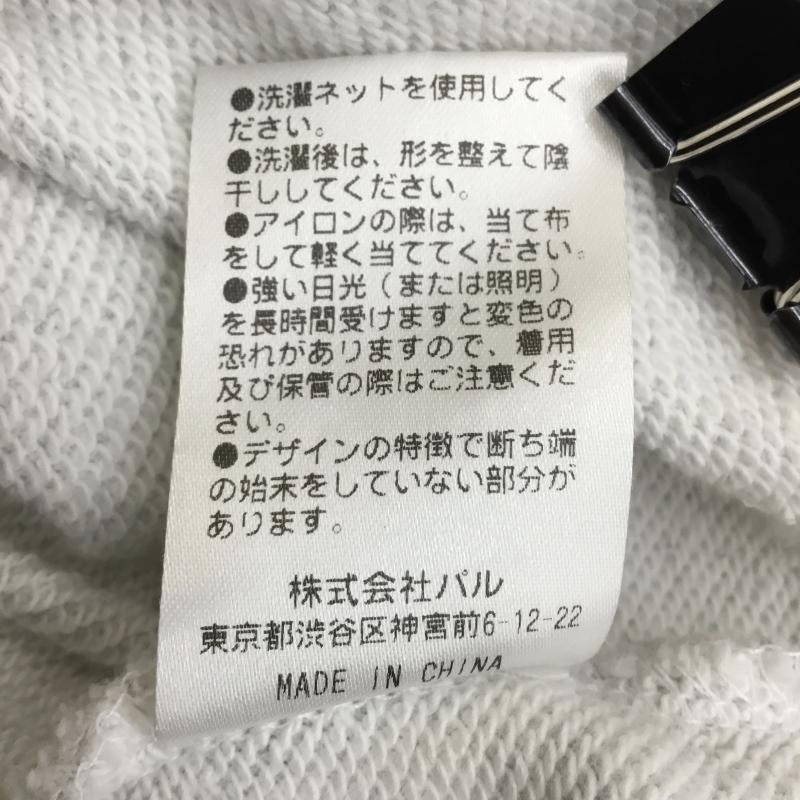 ●洗濯ネットを使用してく
ださい。
●洗濯後は、形を整えて陰
干ししてください。
●アイロンの際は、当て布
をして軽く当ててください。
●強い日光(または照明)
を長時間受けますと変色の
恐れがありますので、着用
及び保管の際はご注意くだ
さい。
●デザインの特徴で断ち端
の始末をしていない部分が
あります。
株式会社パル
東京都渋谷区神宮前6-12-22
MADE IN CHINA